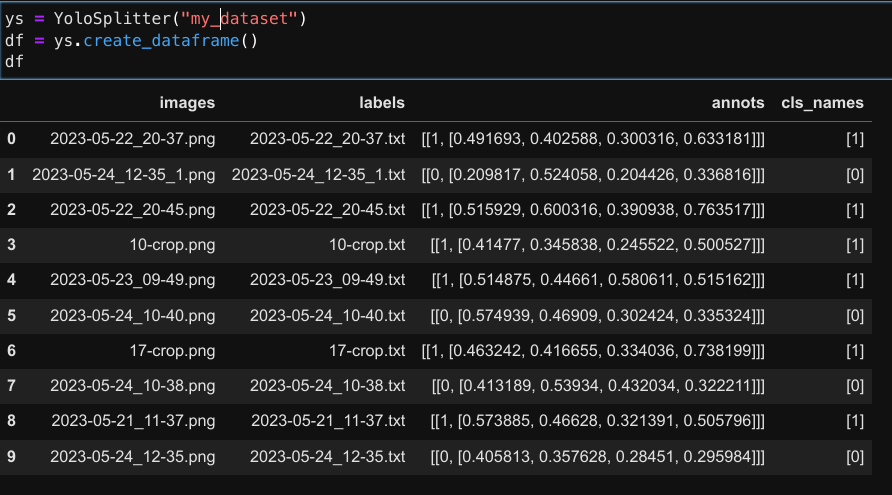 ys = YoloSplitter("my_dataset")
df = ys.create_dataframe()
df
images labels annots cls_names
0 2023-05-22_20-37.png 2023-05-22_20-37.txt [[1, [0.491693, 0.402588, 0.300316, 0.633181]]] [1]
1 2023-05-24_12-35_1.png 2023-05-24_12-35_1.txt [[0, [0.209817, 0.524058, 0.204426, 0.336816]]] [0]
2 2023-05-22_20-45.png 2023-05-22_20-45.txt [[1, [0.515929, 0.600316, 0.390938, 0.763517]]] [1]
3 10-crop.png 10-crop.txt [[1, [0.41477, 0.345838, 0.245522, 0.500527]]] [1]
4 2023-05-23_09-49.png 2023-05-23_09-49.txt [[1, [0.514875, 0.44661, 0.580611, 0.515162]]] [1]
5 2023-05-24_10-40.png 2023-05-24_10-40.txt [[0, [0.574939, 0.46909, 0.302424, 0.335324]]] [0]
6 17-crop.png 17-crop.txt [[1, [0.463242, 0.416655, 0.334036, 0.738199]]] [1]
7 2023-05-24_10-38.png 2023-05-24_10-38.txt [[0, [0.413189, 0.53934, 0.432034, 0.322211]]] [0]
8 2023-05-21_11-37.png 2023-05-21_11-37.txt [[1, [0.573885, 0.46628, 0.321391, 0.505796]]] [1]
9 2023-05-24_12-35.png 2023-05-24_12-35.txt [[0, [0.405813, 0.357628, 0.28451, 0.295984]]] [0]